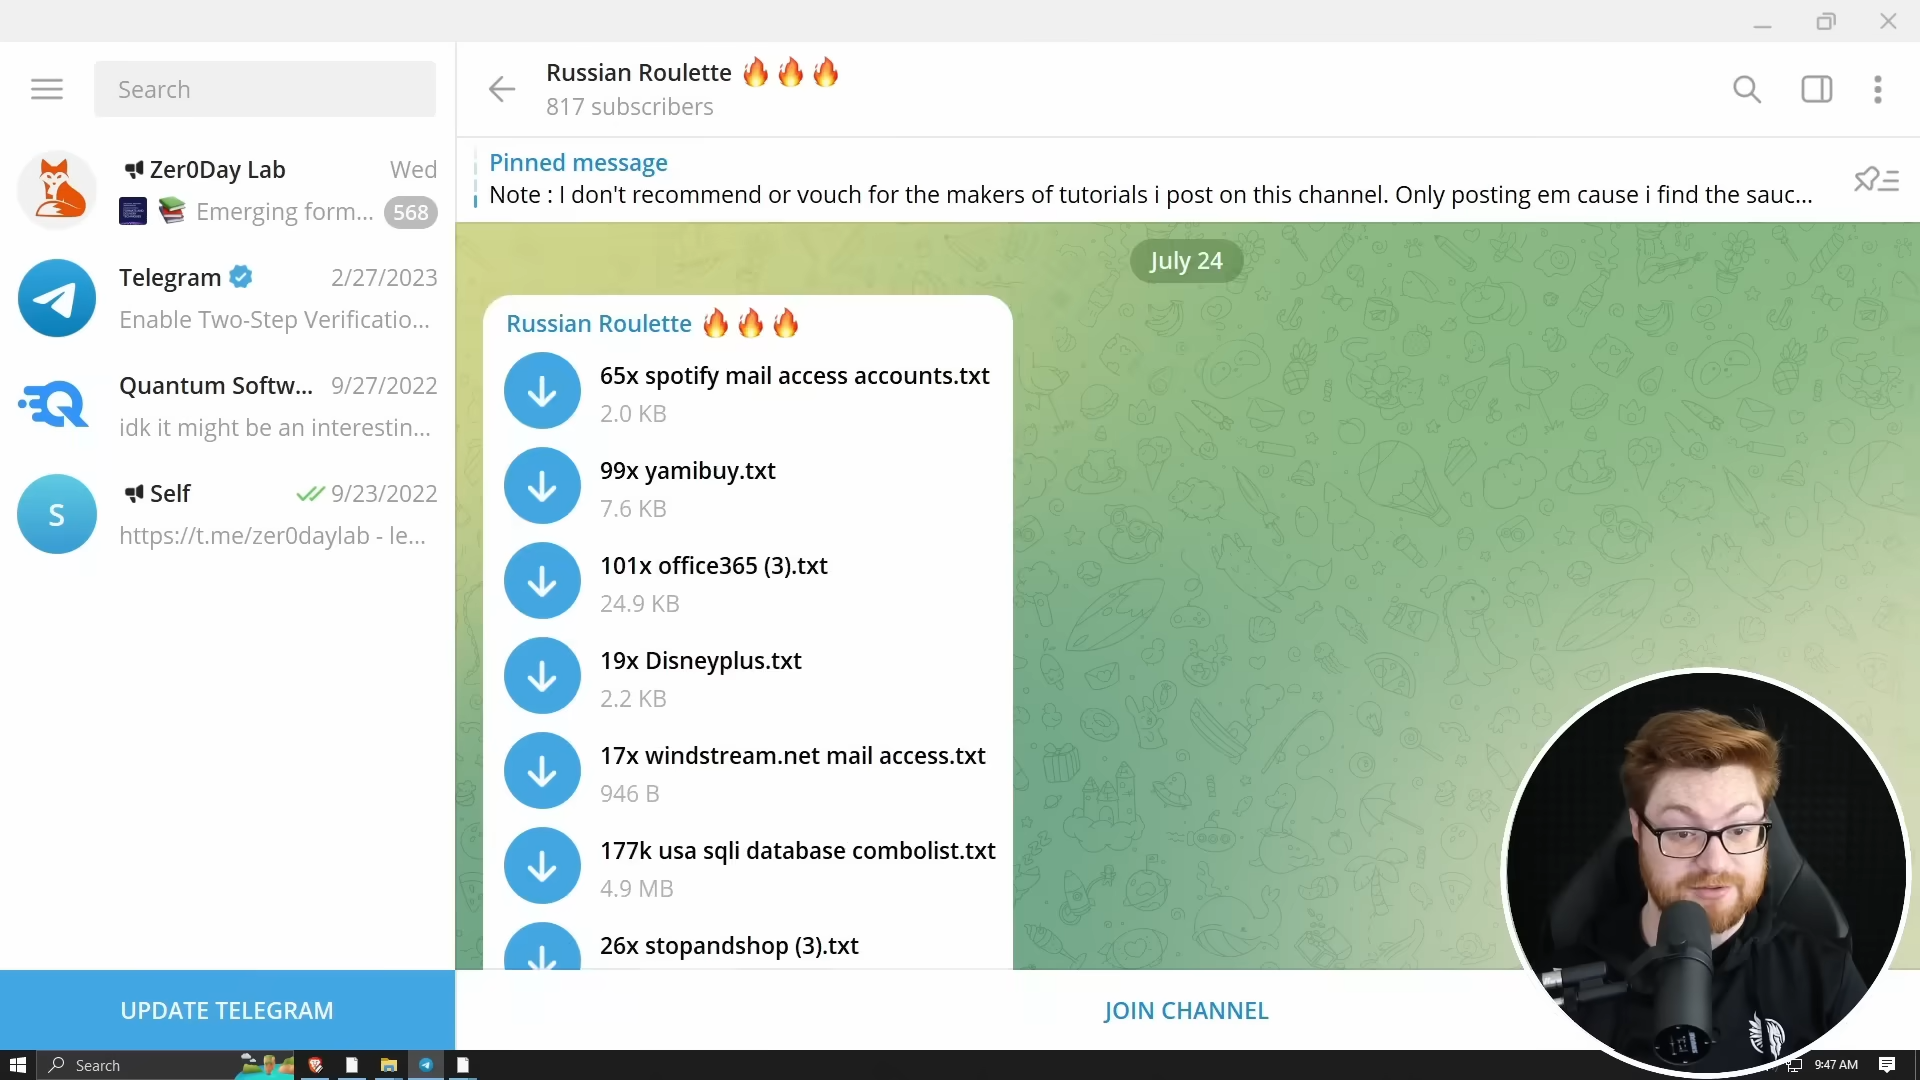 Search
Zer0Day Lab
Wed
Emerging form...
568
Telegram
2/27/2023
Enable Two-Step Verificatio...
Quantum Softw...
9/27/2022
idk it might be an interestin...
S
Self
9/23/2022
https://t.me/zer0daylab - le...
UPDATE TELEGRAM
Russian Roulette 🔥🔥🔥
817 subscribers
Pinned message
Note : I don't recommend or vouch for the makers of tutorials i post on this channel. Only posting em cause i find the sauc...
July 24
Russian Roulette 🔥🔥🔥
65x spotify mail access accounts.txt
2.0 KB
99x yamibuy.txt
7.6 KB
101x office365 (3).txt
24.9 KB
19x Disneyplus.txt
2.2 KB
17x windstream.net mail access.txt
946 B
177k usa sqli database combolist.txt
4.9 MB
26x stopandshop (3).txt
JOIN CHANNEL
Search
9:47 AM